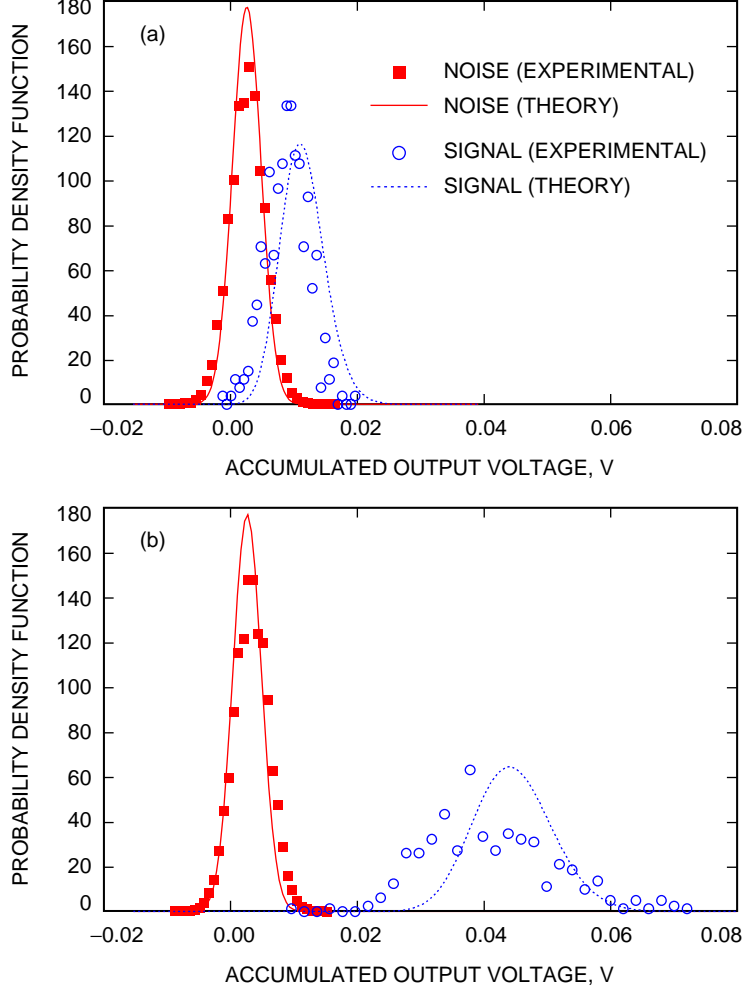 180
160
140
120
100
80
60
40
20
0
PROBABILITY DENSITY FUNCTION
(a)
NOISE (EXPERIMENTAL)
NOISE (THEORY)
SIGNAL (EXPERIMENTAL)
SIGNAL (THEORY)
–0.02 0.00 0.02 0.04 0.06 0.08
ACCUMULATED OUTPUT VOLTAGE, V
180
160
140
120
100
80
60
40
20
0
PROBABILITY DENSITY FUNCTION
(b)
–0.02 0.00 0.02 0.04 0.06 0.08
ACCUMULATED OUTPUT VOLTAGE, V